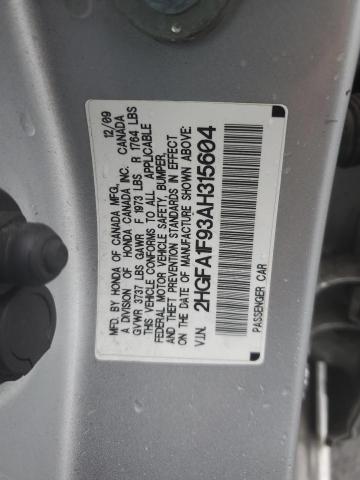 MFD. BY HONDA OF CANADA MFG., 12/09
A DIVISION OF HONDA CANADA INC. CANADA
GVWR 3737 LBS GAWR F 1973 LBS R 1764 LBS
THIS VEHICLE CONFORMS TO ALL APPLICABLE
FEDERAL MOTOR VEHICLE SAFETY, BUMPER,
THEFT PREVENTION STANDARDS IN EFFECT
ON THE DATE OF MANUFACTURE SHOWN ABOVE.
V.I.N. 2HGFA1F93AH315604
PASSENGER CAR